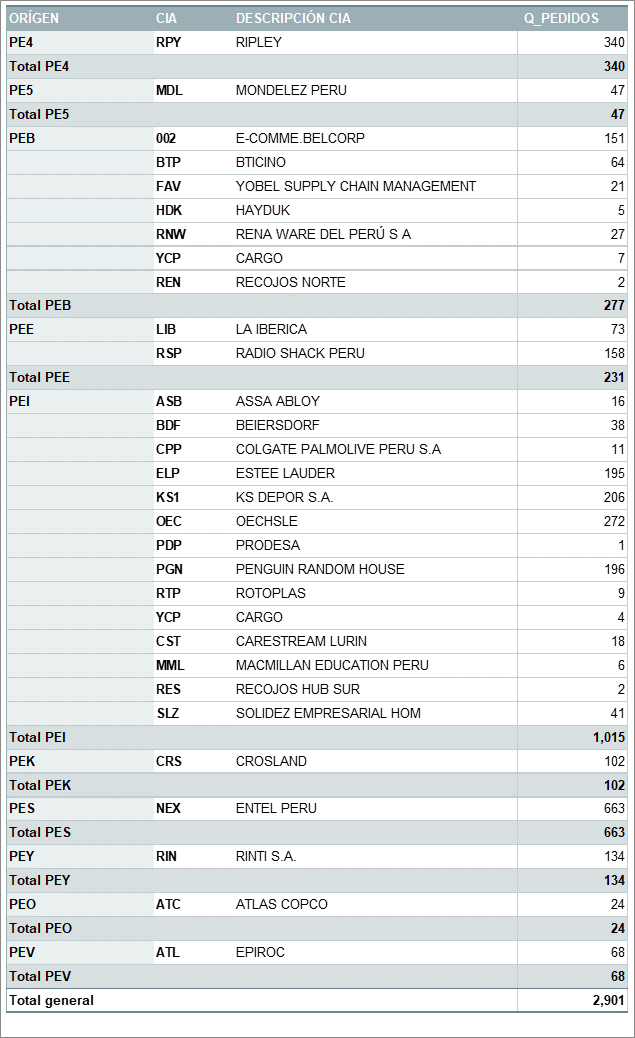 ORÍGEN CIA DESCRIPCIÓN CIA Q_PEDIDOS
PE4 RPY RIPLEY 340
Total PE4 340
PE5 MDL MONDELEZ PERU 47
Total PE5 47
PEB 002 E-COMME.BELCORP 151
BTP BTICINO 64
FAV YOBEL SUPPLY CHAIN MANAGEMENT 21
HDK HAYDUK 5
RNW RENA WARE DEL PERÚ S A 27
YCP CARGO 7
REN RECOJOS NORTE 2
Total PEB 277
PEE LIB LA IBERICA 73
RSP RADIO SHACK PERU 158
Total PEE 231
PEI ASB ASSA ABLOY 16
BDF BEIERSDORF 38
CPP COLGATE PALMOLIVE PERU S.A 11
ELP ESTEE LAUDER 195
KS1 KS DEPOR S.A. 206
OEC OECHSLE 272
PDP PRODESA 1
PGN PENGUIN RANDOM HOUSE 196
RTP ROTOPLAS 9
YCP CARGO 4
CST CARESTREAM LURIN 18
MML MACMILLAN EDUCATION PERU 6
RES RECOJOS HUB SUR 2
SLZ SOLIDEZ EMPRESARIAL HOM 41
Total PEI 1,015
PEK CRS CROSLAND 102
Total PEK 102
PES NEX ENTEL PERU 663
Total PES 663
PEY RIN RINTI S.A. 134
Total PEY 134
PEO ATC ATLAS COPCO 24
Total PEO 24
PEV ATL EPIROC 68
Total PEV 68
Total general 2,901